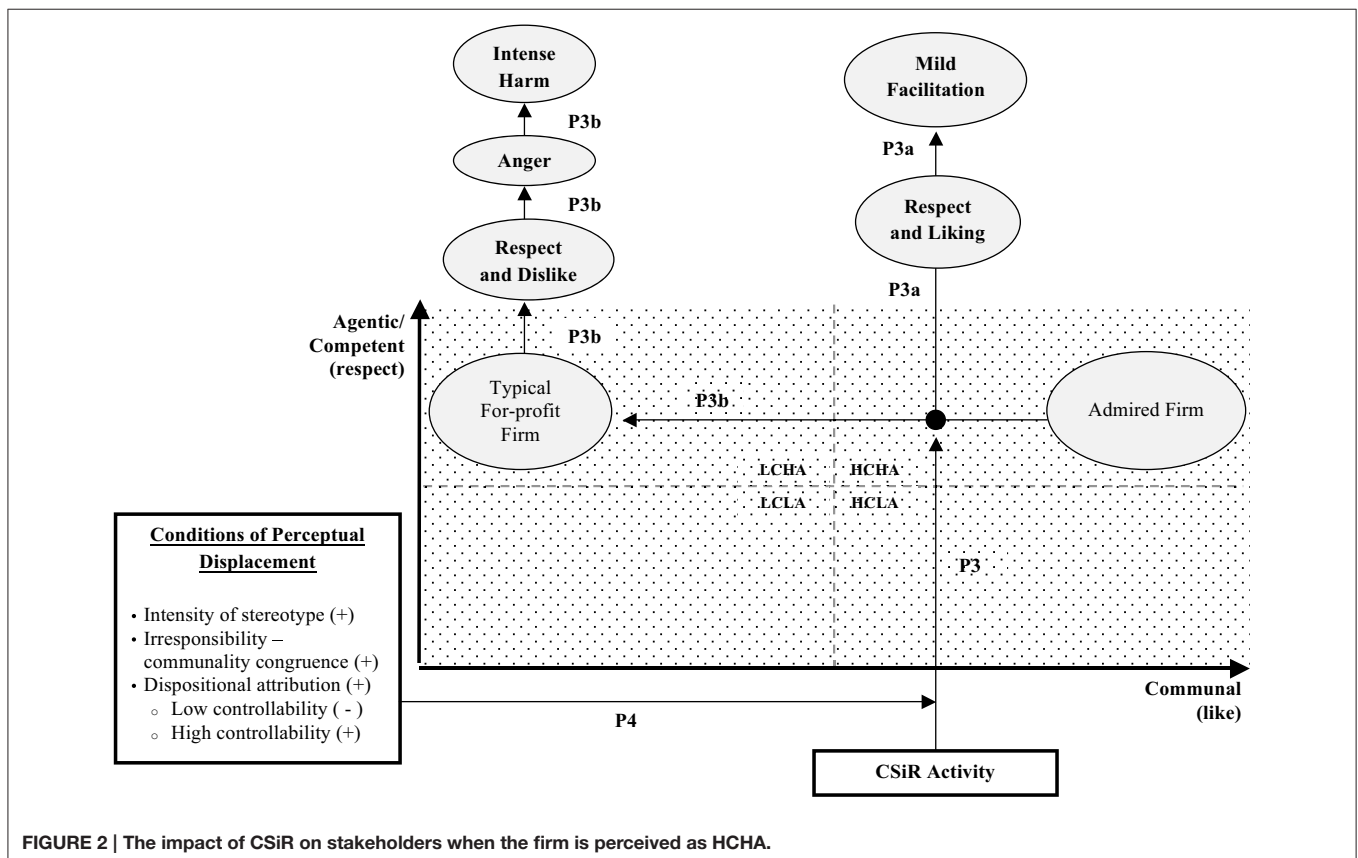 Intense
Harm
Mild
Facilitation
P3b
P3a
Anger
P3b
Respect
and Liking
Respect
and Dislike
P3a
Agentic/
Competent
(respect)
P3b
Typical
For-profit
Firm
P3b
Admired Firm
LCHA
HCHA
LCLA
HCLA
Conditions of Perceptual
Displacement
• Intensity of stereotype (+)
• Irresponsibility –
communality congruence (+)
• Dispositional attribution (+)
○ Low controllability ( - )
○ High controllability (+)
P3
Communal
(like)
P4
CSiR Activity
FIGURE 2 | The impact of CSiR on stakeholders when the firm is perceived as HCHA.